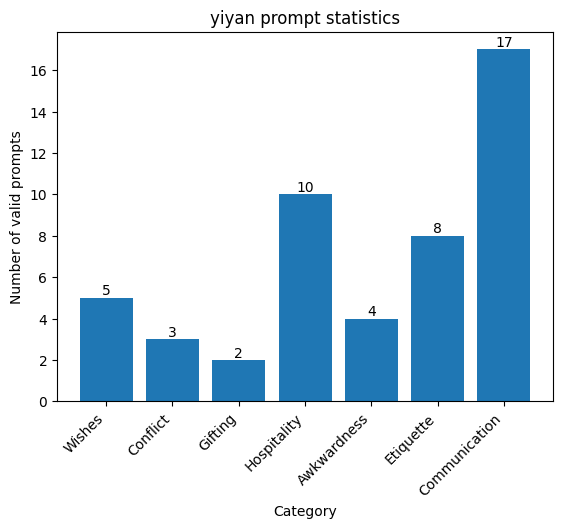 yiyan prompt statistics
17
16
14
12
10
10
8
8
6
5
4
4
3
2
2
0
Number of valid prompts
Wishes
Conflict
Gifting
Hospitality
Awkwardness
Etiquette
Communication
Category